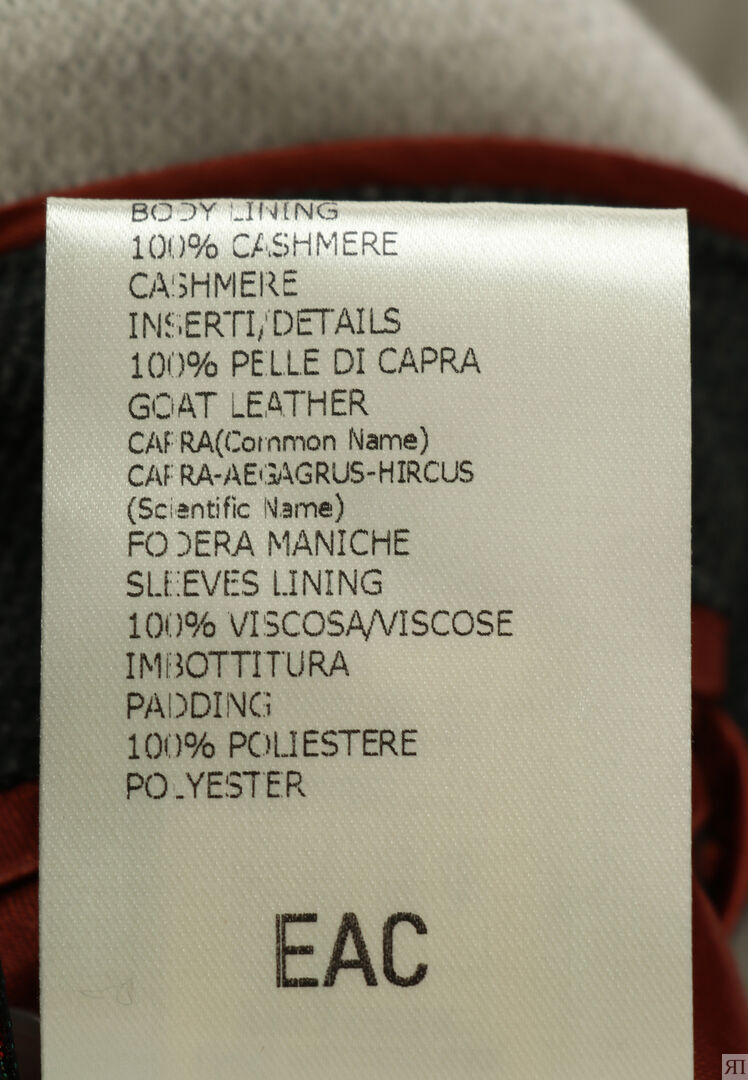 BODY LINING
100% CASHMERE
CASHMERE
INSERTI/DETAILS
100% PELLE DI CAPRA
GOAT LEATHER
CAPRA(Common Name)
CAPRA-AEGAGRUS-HIRCUS
(Scientific Name)
FODERA MANICHE
SLEEVES LINING
100% VISCOSA/VISCOSE
IMBOTTITURA
PADDING
100% POLIESTERE
POLYESTER
EAC
ЯП